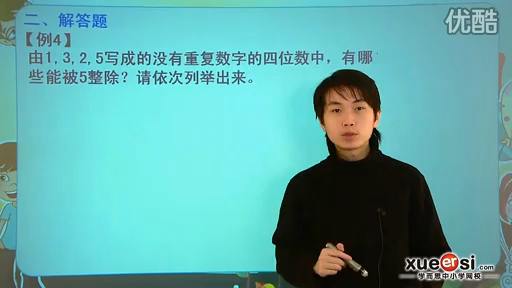 优酷
二、解答题
【例4】
由1,3,2,5写成的没有重复数字的四位数中，有哪
些能被5整除？请依次列举出来。
xueersi.com
学而思中小学网校